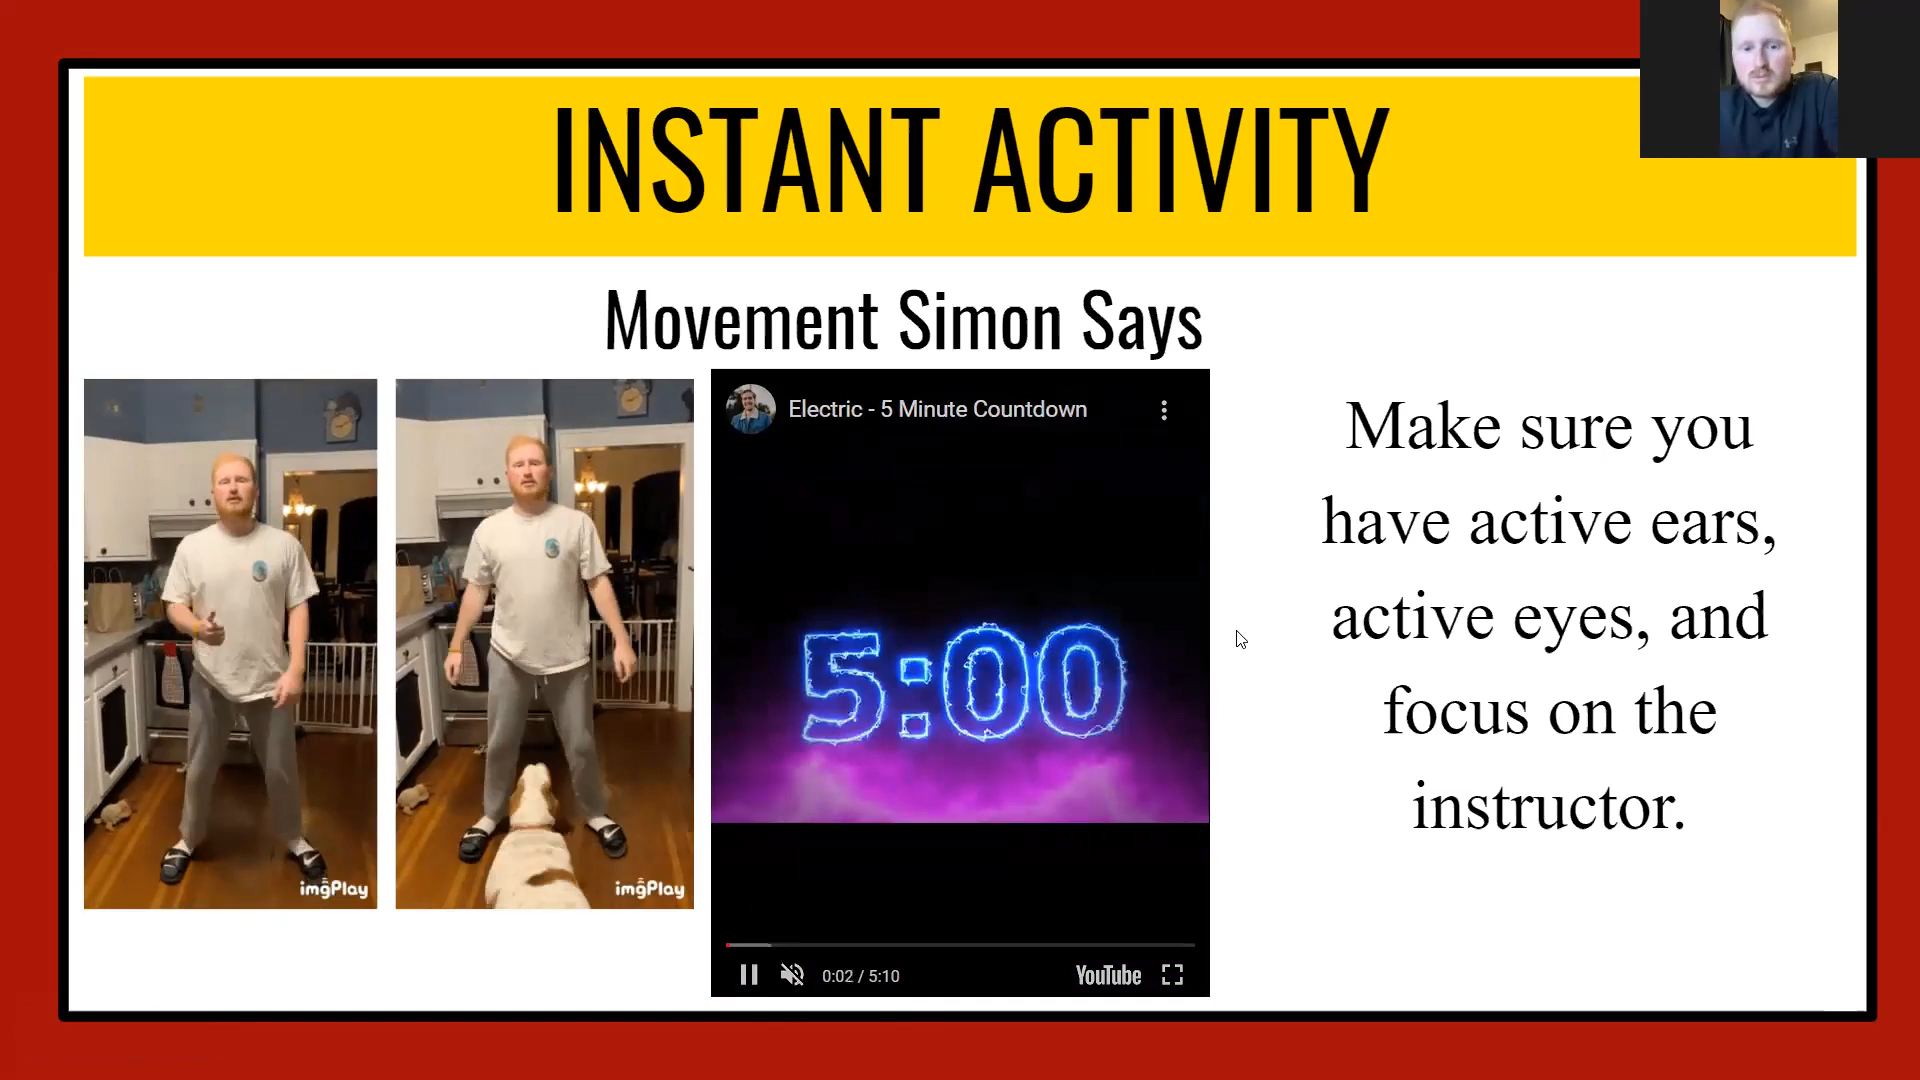 INSTANT ACTIVITY
Movement Simon Says
Electric - 5 Minute Countdown
5:00
0:02 / 5:10
YouTube
imgPlay
imgPlay
Make sure you
have active ears,
active eyes, and
focus on the
instructor.